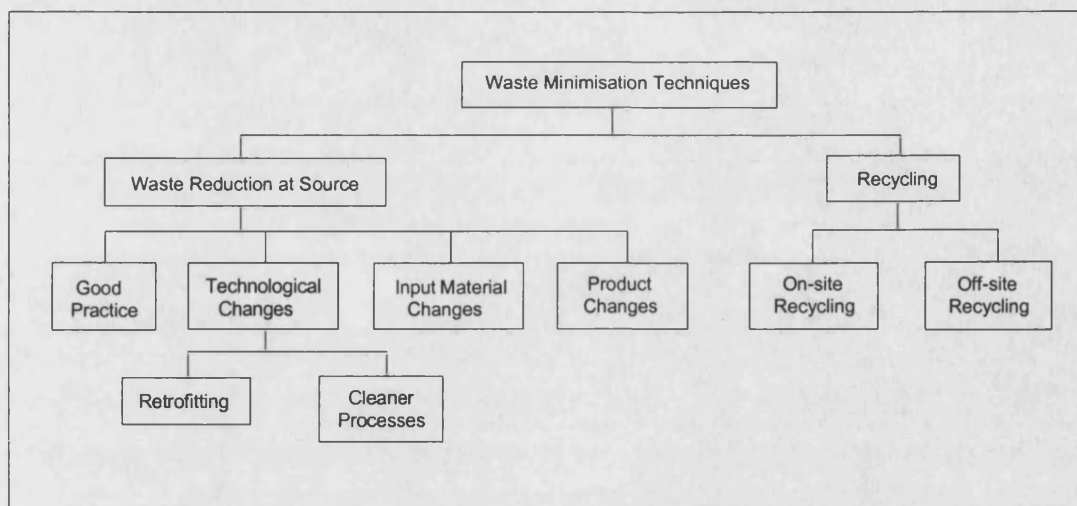 Waste Minimisation Techniques
Waste Reduction at Source
Recycling
Good
Practice
Technological
Changes
Input Material
Changes
Product
Changes
On-site
Recycling
Off-site
Recycling
Retrofitting
Cleaner
Processes